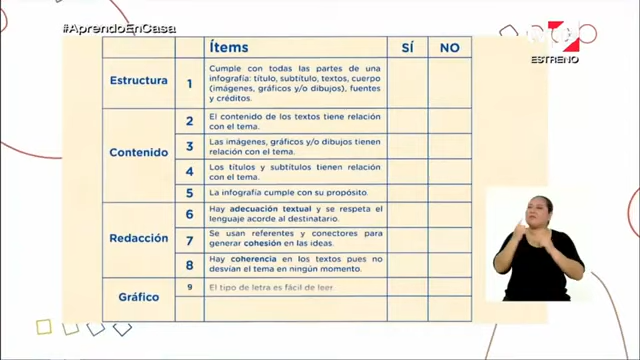 #AprendoEnCasa
ESTRENO
Ítems SÍ NO
Estructura
1
Cumple con todas las partes de una
infografía: título, subtítulo, textos, cuerpo
(imágenes, gráficos y/o dibujos), fuentes
y créditos.
Contenido
2
El contenido de los textos tiene relación
con el tema.
3
Las imágenes, gráficos y/o dibujos tienen
relación con el tema.
4
Los títulos y subtítulos tienen relación
con el tema.
5
La infografía cumple con su propósito.
Redacción
6
Hay adecuación textual y se respeta el
lenguaje acorde al destinatario.
7
Se usan referentes y conectores para
generar cohesión en las ideas.
8
Hay coherencia en los textos pues no
desvían el tema en ningún momento.
Gráfico
9
El tipo de letra es fácil de leer.